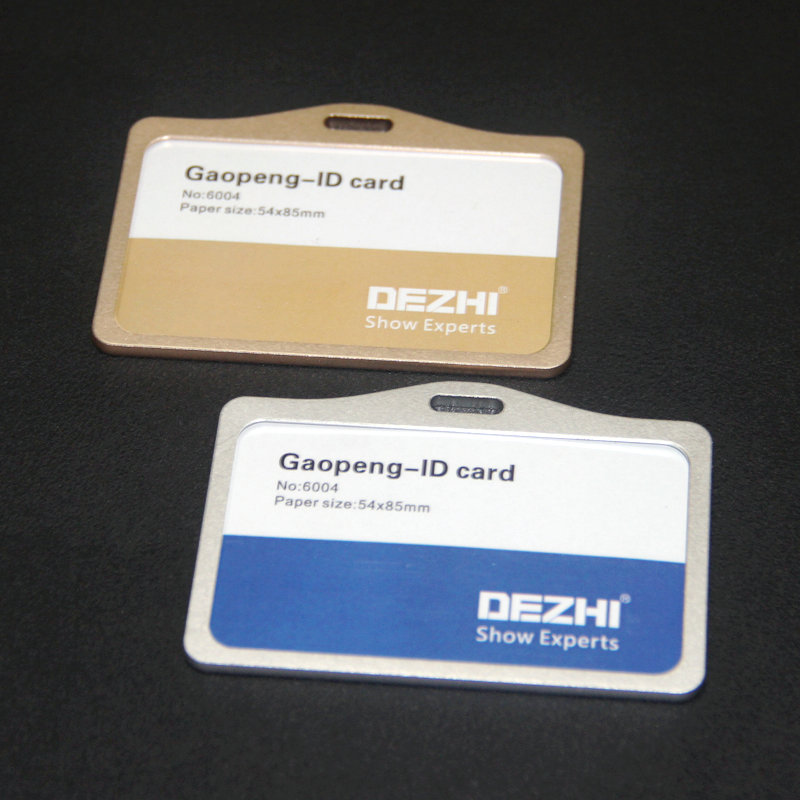 Gaopeng-ID card
No:6004
Paper size:54x85mm
DEZHI®
Show Experts
Gaopeng-ID card
No:6004
Paper size:54x85mm
DEZHI®
Show Experts